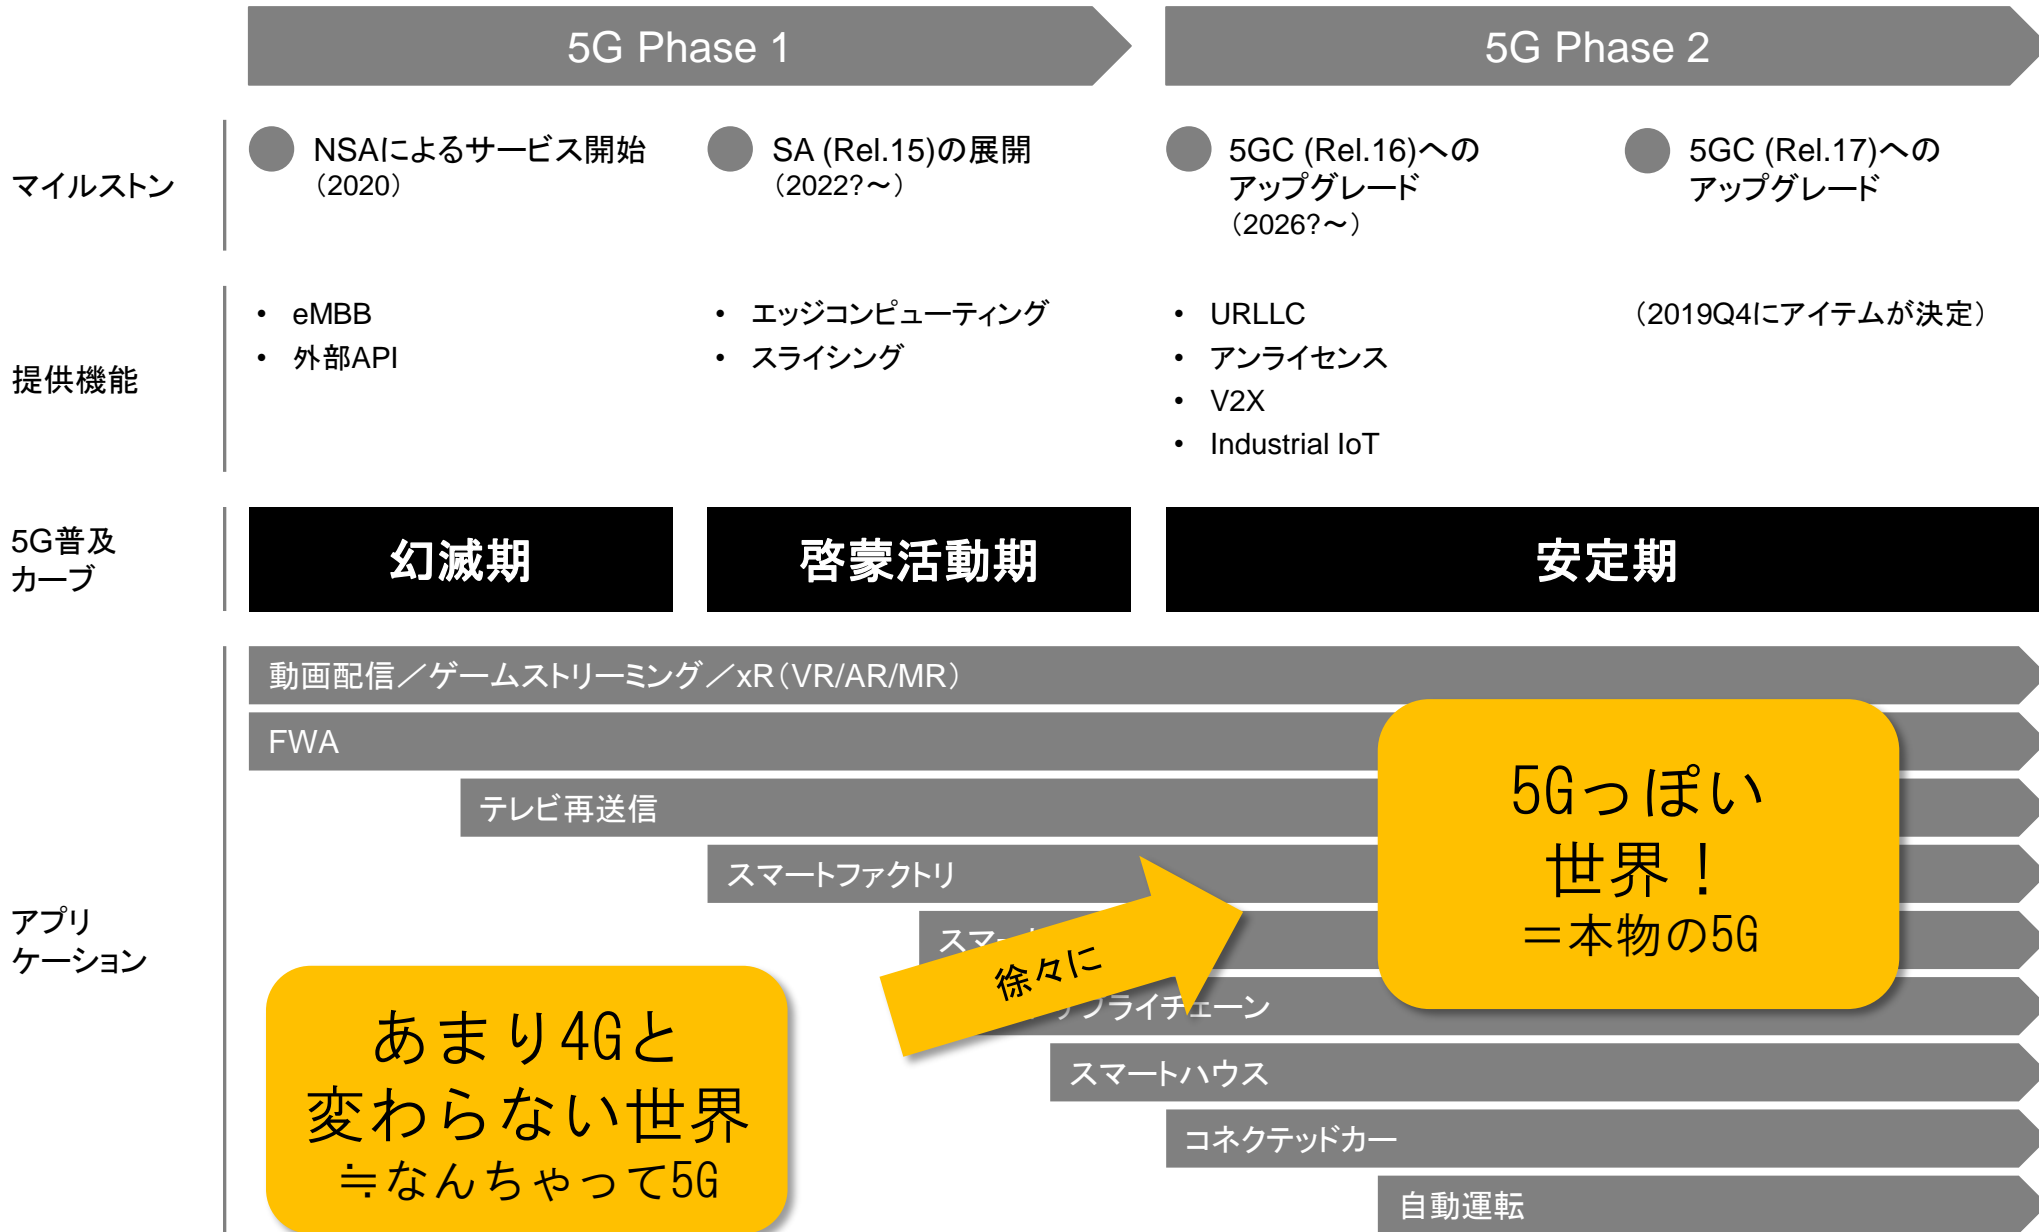 5G Phase 1
5G Phase 2
マイルストン
NSAによるサービス開始
（2020）
SA (Rel.15)の展開
（2022?～）
5GC (Rel.16)への
アップグレード
（2026?～）
5GC (Rel.17)への
アップグレード
提供機能
• eMBB
• 外部API
• エッジコンピューティング
• スライシング
• URLLC
• アンライセンス
• V2X
• Industrial IoT
（2019Q4にアイテムが決定）
5G普及
カーブ
幻滅期
啓蒙活動期
安定期
アプリ
ケーション
動画配信／ゲームストリーミング／xR（VR/AR/MR）
FWA
テレビ再送信
スマートファクトリ
スマー
サプライチェーン
スマートハウス
コネクテッドカー
自動運転
あまり4Gと
変わらない世界
≒なんちゃって5G
徐々に
5Gっぽい
世界！
＝本物の5G